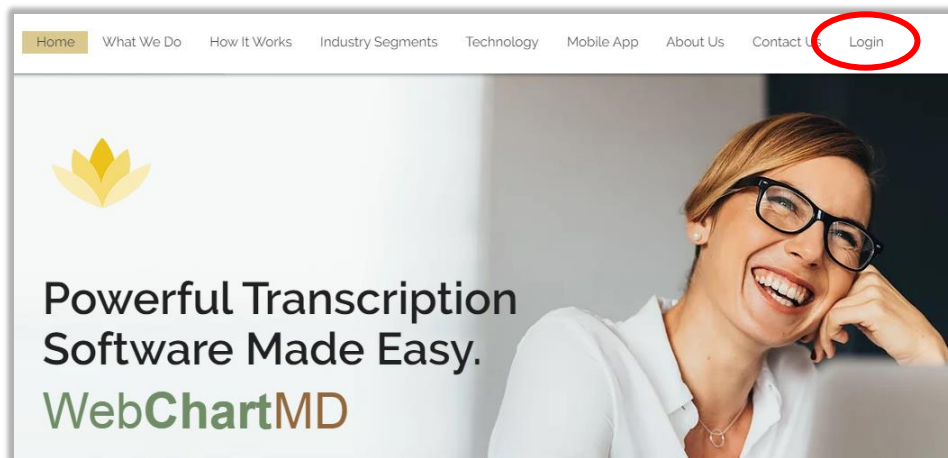 Home What We Do How It Works Industry Segments Technology Mobile App About Us Contact Us Login
Powerful Transcription
Software Made Easy.
WebChartMD